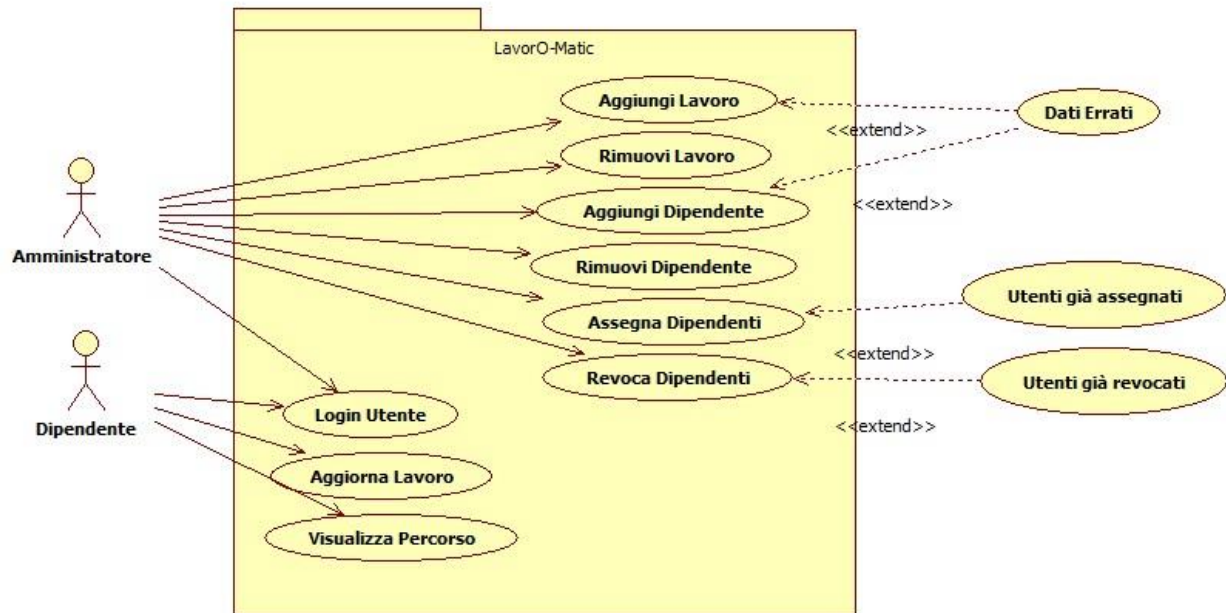 LavorO-Matic
Aggiungi Lavoro
Dati Errati
<<extend>>
Rimuovi Lavoro
Aggiungi Dipendente
<<extend>>
Amministratore
Rimuovi Dipendente
Utenti già assegnati
Assegna Dipendenti
<<extend>>
Revoca Dipendenti
Utenti già revocati
Login Utente
Dipendente
<<extend>>
Aggiorna Lavoro
Visualizza Percorso